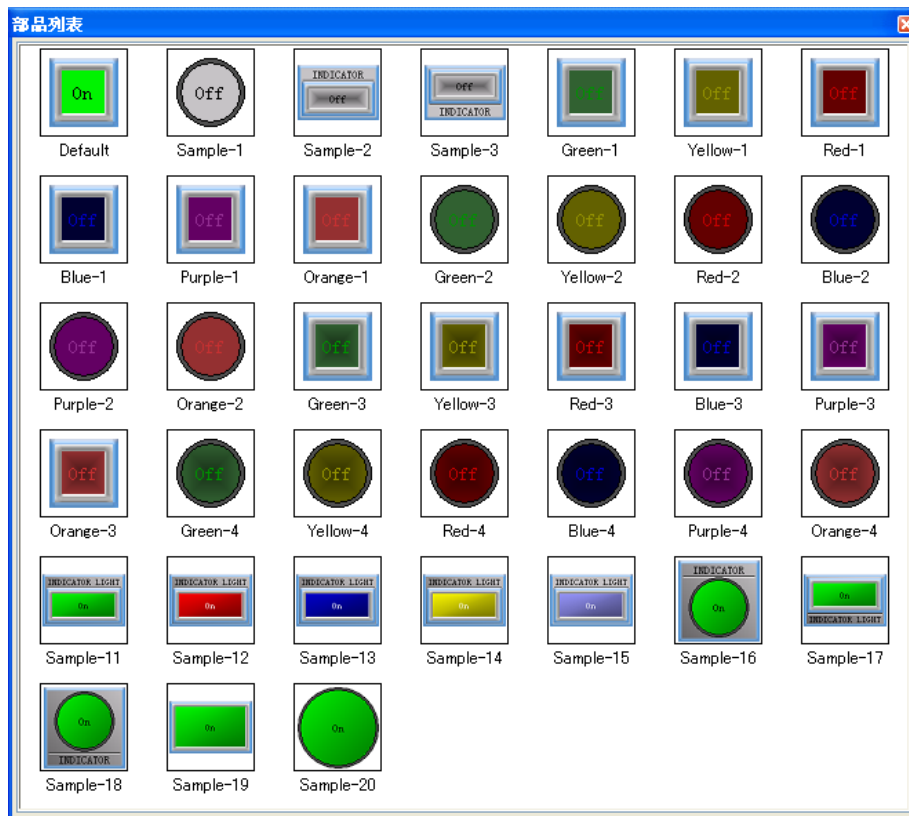 部品列表
On Off INDICATOR Off Off INDICATOR Off Off Off
Default Sample-1 Sample-2 Sample-3 Green-1 Yellow-1 Red-1
Off Off Off Off Off Off Off
Blue-1 Purple-1 Orange-1 Green-2 Yellow-2 Red-2 Blue-2
Off Off Off Off Off Off Off
Purple-2 Orange-2 Green-3 Yellow-3 Red-3 Blue-3 Purple-3
Off Off Off Off Off Off Off
Orange-3 Green-4 Yellow-4 Red-4 Blue-4 Purple-4 Orange-4
INDICATOR LIGHT On INDICATOR LIGHT On INDICATOR LIGHT On INDICATOR LIGHT On INDICATOR LIGHT On INDICATOR On On INDICATOR LIGHT
Sample-11 Sample-12 Sample-13 Sample-14 Sample-15 Sample-16 Sample-17
On INDICATOR On On
Sample-18 Sample-19 Sample-20